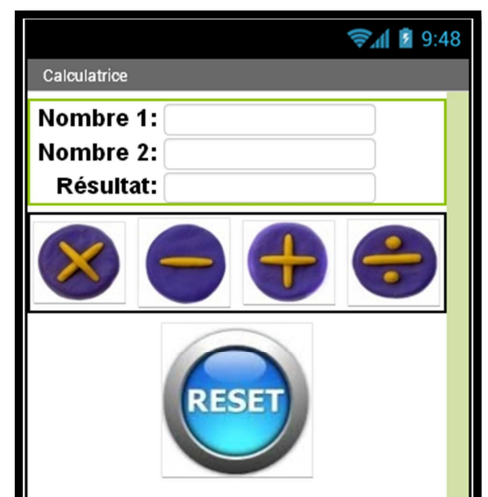 9:48
Calculatrice
Nombre 1:
Nombre 2:
Résultat:
× − + ÷
RESET